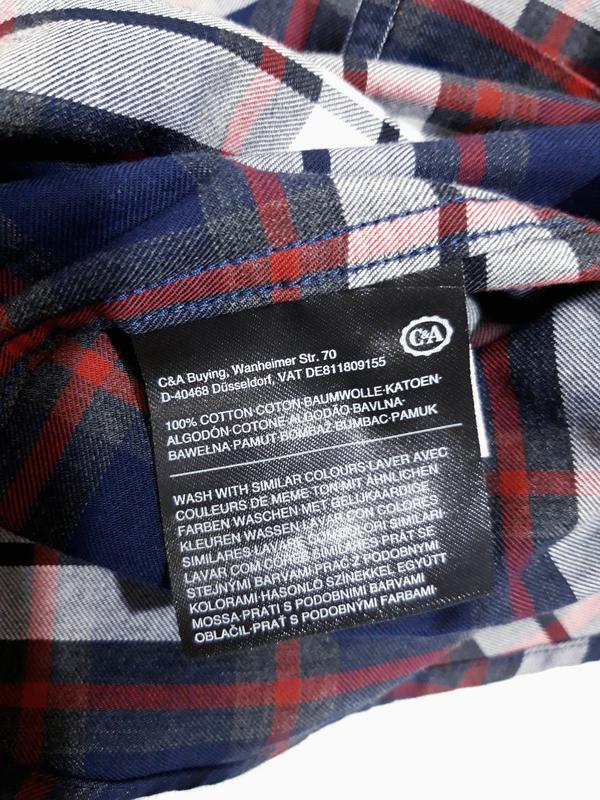 C&A
C&A Buying, Wanheimer Str. 70
D-40468 Düsseldorf, VAT DE811809155
100% COTTON·COTON·BAUMWOLLE·KATOEN·
ALGODÓN·COTONE·ALGODÃO·BAVLNA·
BAWEŁNA·PAMUT·BOMBAŽ·BUMBAC·PAMUK
WASH WITH SIMILAR COLOURS·LAVER AVEC
COULEURS DE MEME TON·MIT ÄHNLICHEN
FARBEN WASCHEN·MET GELIJKAARDIGE
KLEUREN WASSEN·LAVAR CON COLORES
SIMILARES·LAVARE CON COLORI SIMILARI·
LAVAR COM CORES SIMILARES·PRÁT SE
STEJNÝMI BARVAMI·PRAĆ Z PODOBNYMI
KOLORAMI·HASONLÓ SZÍNEKKEL EGYÜTT
MOSSA·PRATI S PODOBNIMI BARVAMI
OBLAČIL·PRAŤ S PODOBNÝMI FARBAMI·